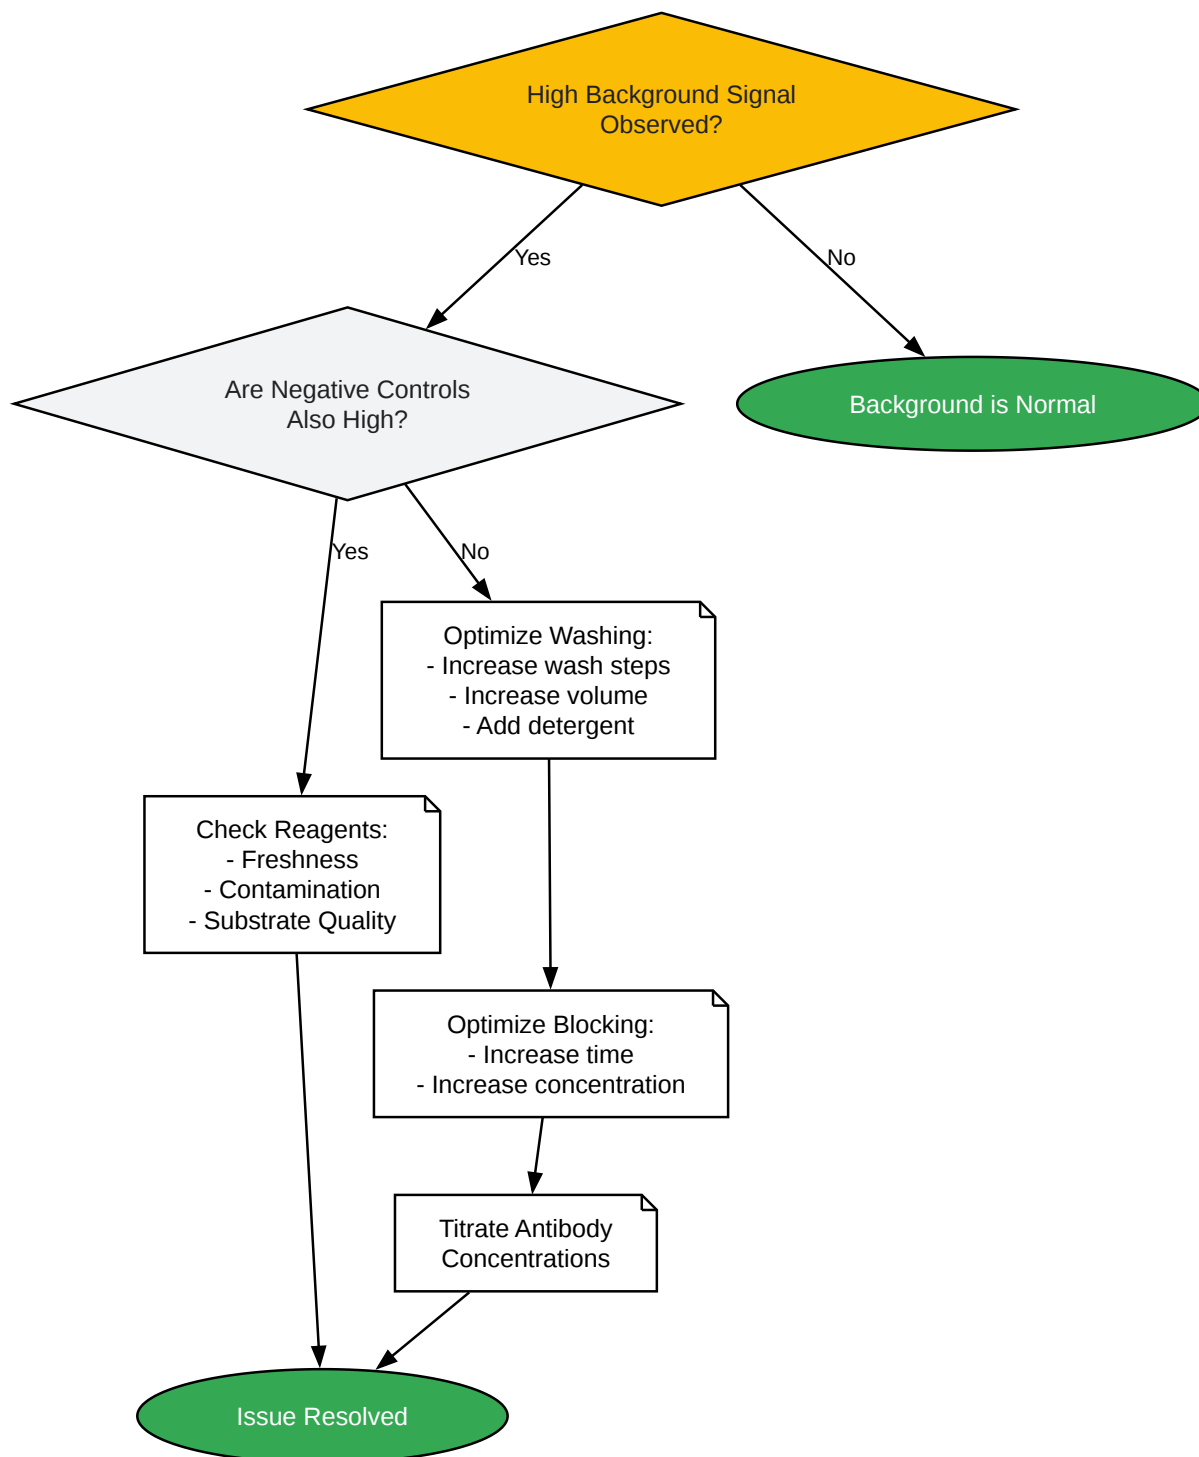 High Background Signal
Observed?
Yes
No
Are Negative Controls
Also High?
Background is Normal
Yes
No
Optimize Washing:
- Increase wash steps
- Increase volume
- Add detergent
Check Reagents:
- Freshness
- Contamination
- Substrate Quality
Optimize Blocking:
- Increase time
- Increase concentration
Titrate Antibody
Concentrations
Issue Resolved